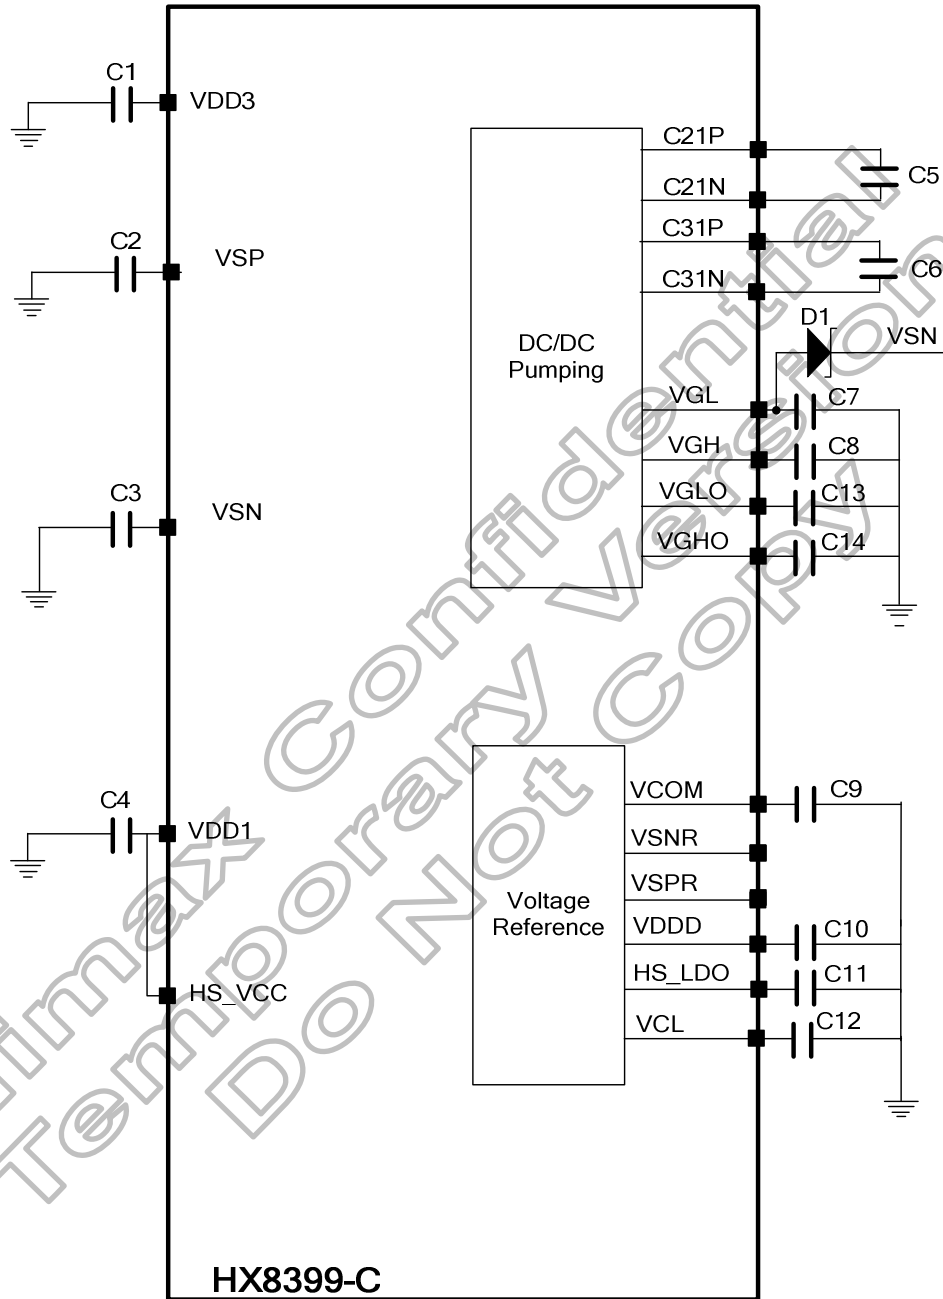 C1
VDD3
C21P
C21N
C5
C31P
C31N
C6
C2
VSP
D1
VSN
DC/DC
Pumping
VGL
C7
VGH
C8
VGLO
C13
VGHO
C14
C3
VSN
C4
VDD1
HS_VCC
VCOM
C9
VSNR
VSPR
Voltage
Reference
VDDD
C10
HS_LDO
C11
VCL
C12
HX8399-C
imax Confidential
Temporary Version
Do Not Copy